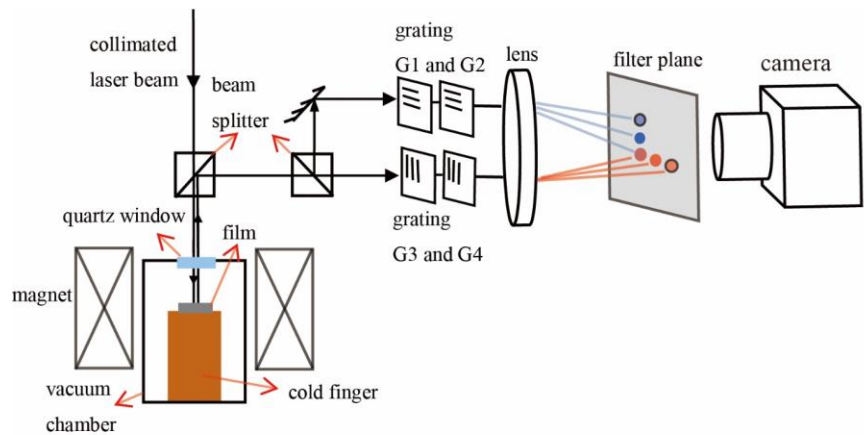 collimated
laser beam
beam
splitter
grating
G1 and G2
lens
filter plane
camera
quartz window
film
grating
G3 and G4
magnet
vacuum
chamber
cold finger